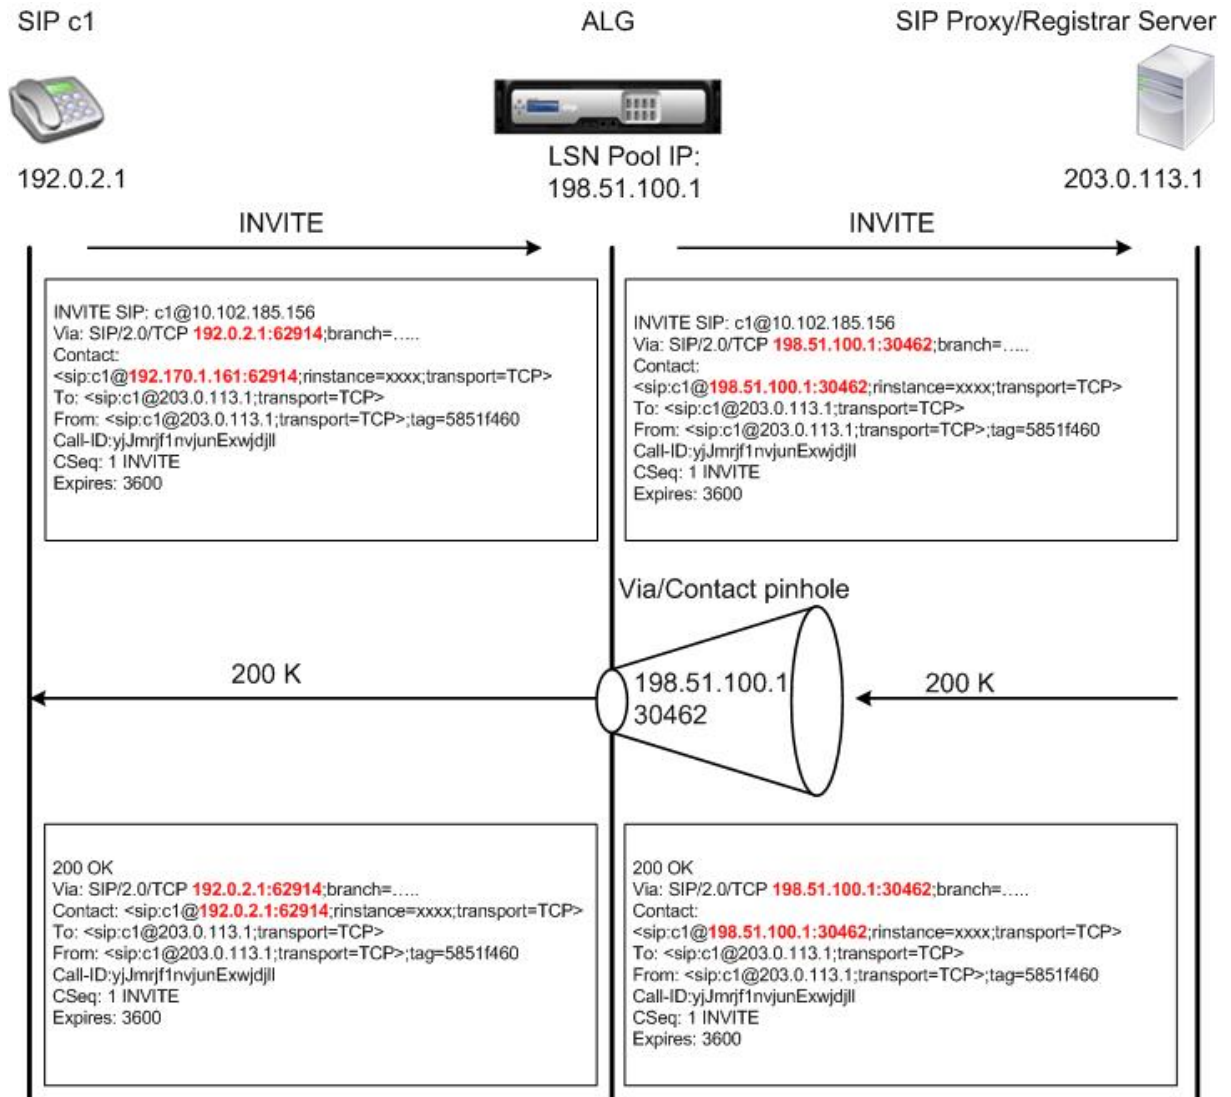 SIP c1
ALG
SIP Proxy/Registrar Server
192.0.2.1
LSN Pool IP:
198.51.100.1
203.0.113.1
INVITE
INVITE
INVITE SIP: c1@10.102.185.156
Via: SIP/2.0/TCP 192.0.2.1:62914;branch=…..
Contact:
<sip:c1@192.170.1.161:62914;rinstance=xxxx;transport=TCP>
To: <sip:c1@203.0.113.1;transport=TCP>
From: <sip:c1@203.0.113.1;transport=TCP>;tag=5851f460
Call-ID:yjJmrjf1nvjunExwjdjll
CSeq: 1 INVITE
Expires: 3600
INVITE SIP: c1@10.102.185.156
Via: SIP/2.0/TCP 198.51.100.1:30462;branch=…..
Contact:
<sip:c1@198.51.100.1:30462;rinstance=xxxx;transport=TCP>
To: <sip:c1@203.0.113.1;transport=TCP>
From: <sip:c1@203.0.113.1;transport=TCP>;tag=5851f460
Call-ID:yjJmrjf1nvjunExwjdjll
CSeq: 1 INVITE
Expires: 3600
Via/Contact pinhole
200 K
198.51.100.1
30462
200 K
200 OK
Via: SIP/2.0/TCP 192.0.2.1:62914;branch=…..
Contact: <sip:c1@192.0.2.1:62914;rinstance=xxxx;transport=TCP>
To: <sip:c1@203.0.113.1;transport=TCP>
From: <sip:c1@203.0.113.1;transport=TCP>;tag=5851f460
Call-ID:yjJmrjf1nvjunExwjdjll
CSeq: 1 INVITE
Expires: 3600
200 OK
Via: SIP/2.0/TCP 198.51.100.1:30462;branch=…..
Contact:
<sip:c1@198.51.100.1:30462;rinstance=xxxx;transport=TCP>
To: <sip:c1@203.0.113.1;transport=TCP>
From: <sip:c1@203.0.113.1;transport=TCP>;tag=5851f460
Call-ID:yjJmrjf1nvjunExwjdjll
CSeq: 1 INVITE
Expires: 3600